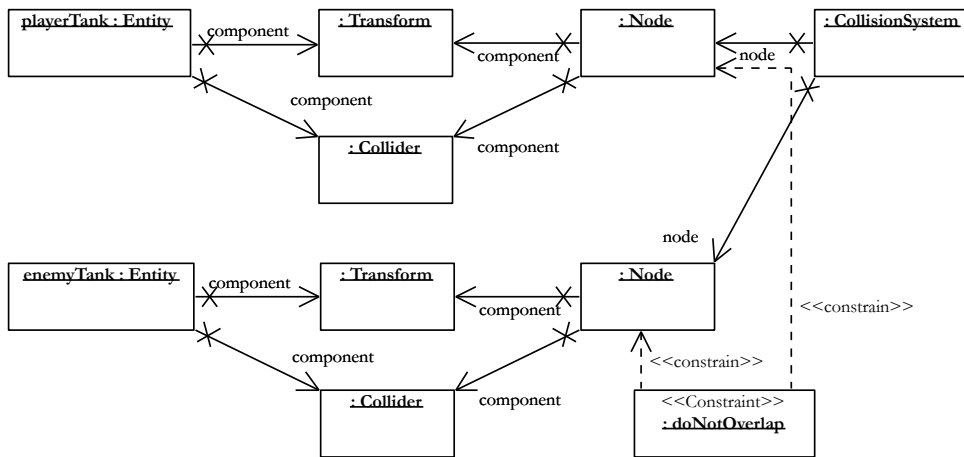 playerTank : Entity
: Transform
: Node
: CollisionSystem
component
component
node
component
: Collider
component
node
enemyTank : Entity
: Transform
: Node
component
component
<<constrain>>
component
<<constrain>>
: Collider
component
<<Constraint>>
: doNotOverlap